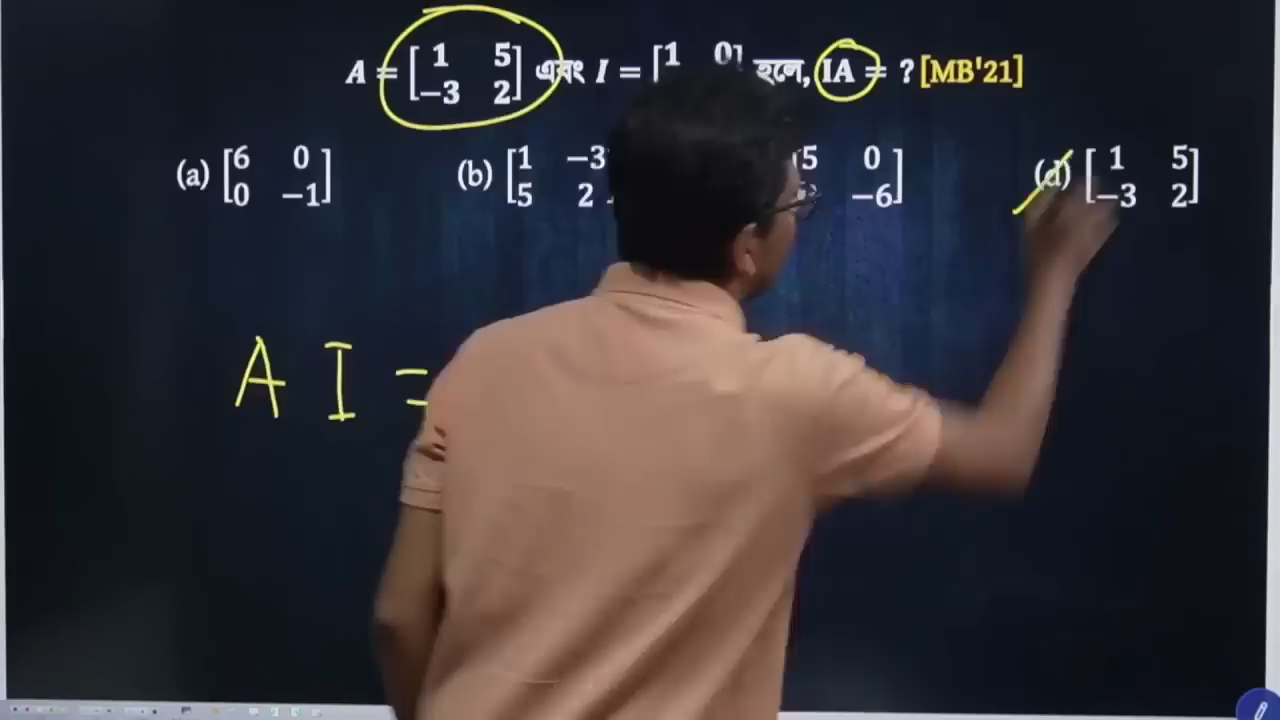 A = [1 5 −3 2] এবং I = [1 0] হলে, IA = ? [MB'21]
(a) [6 0 0 −1] (b) [1 −3 5 2 5 0 −6] (d) [1 5 −3 2]
A I =